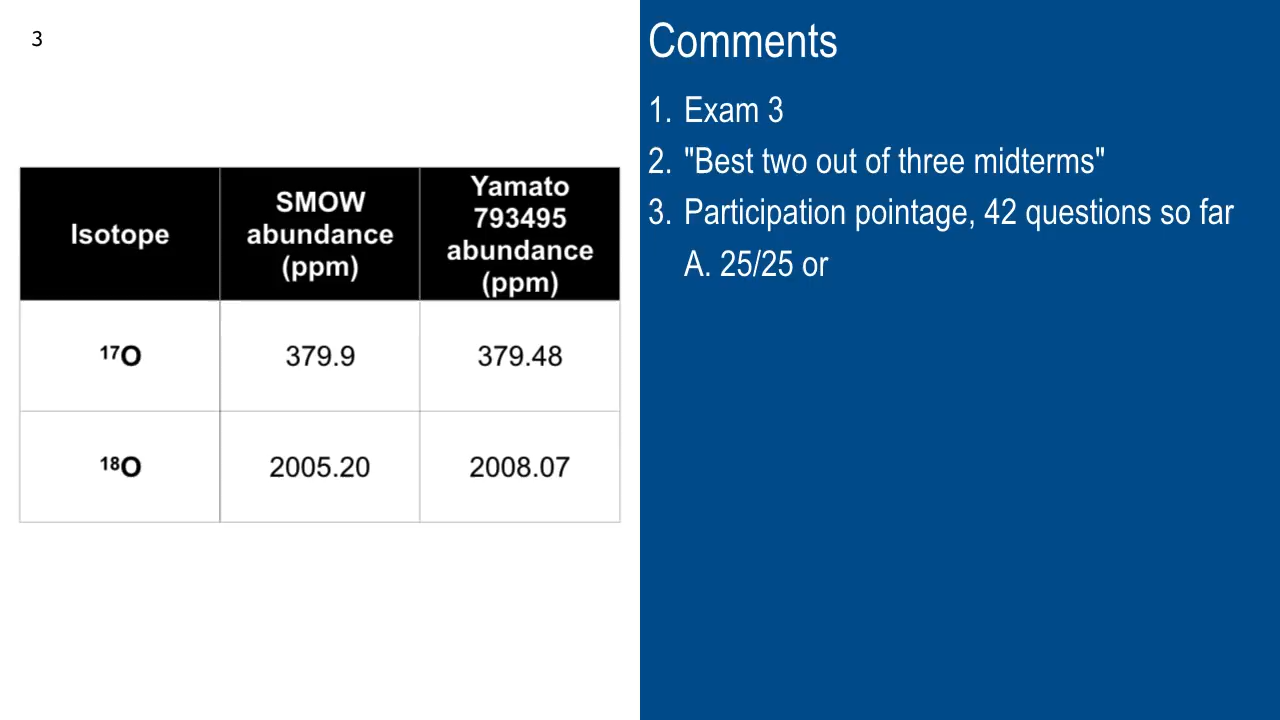 3
Isotope
SMOW
abundance
(ppm)
Yamato
793495
abundance
(ppm)
¹⁷O
379.9
379.48
¹⁸O
2005.20
2008.07
Comments
1. Exam 3
2. "Best two out of three midterms"
3. Participation pointage, 42 questions so far
A. 25/25 or